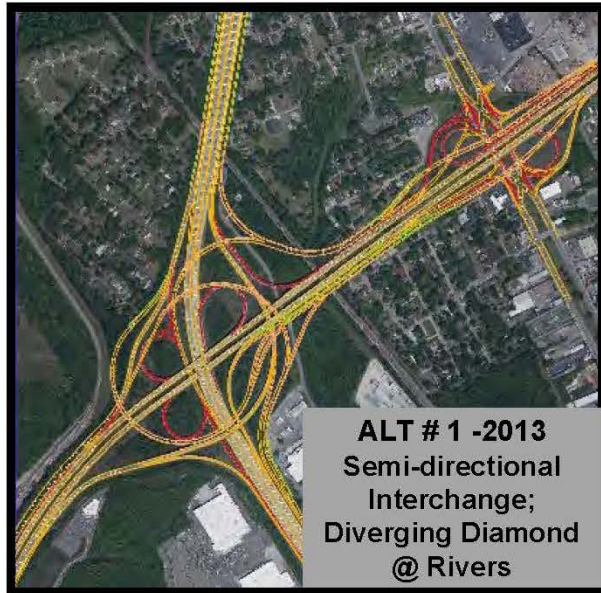 ALT # 1 -2013
Semi-directional
Interchange;
Diverging Diamond
@ Rivers